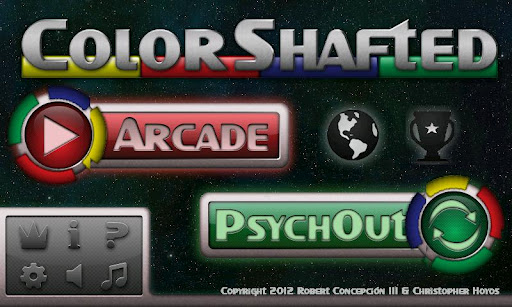 ColorShafted
Arcade
PsychOut
Copyright 2012 Robert Concepción III & Christopher Hoyos